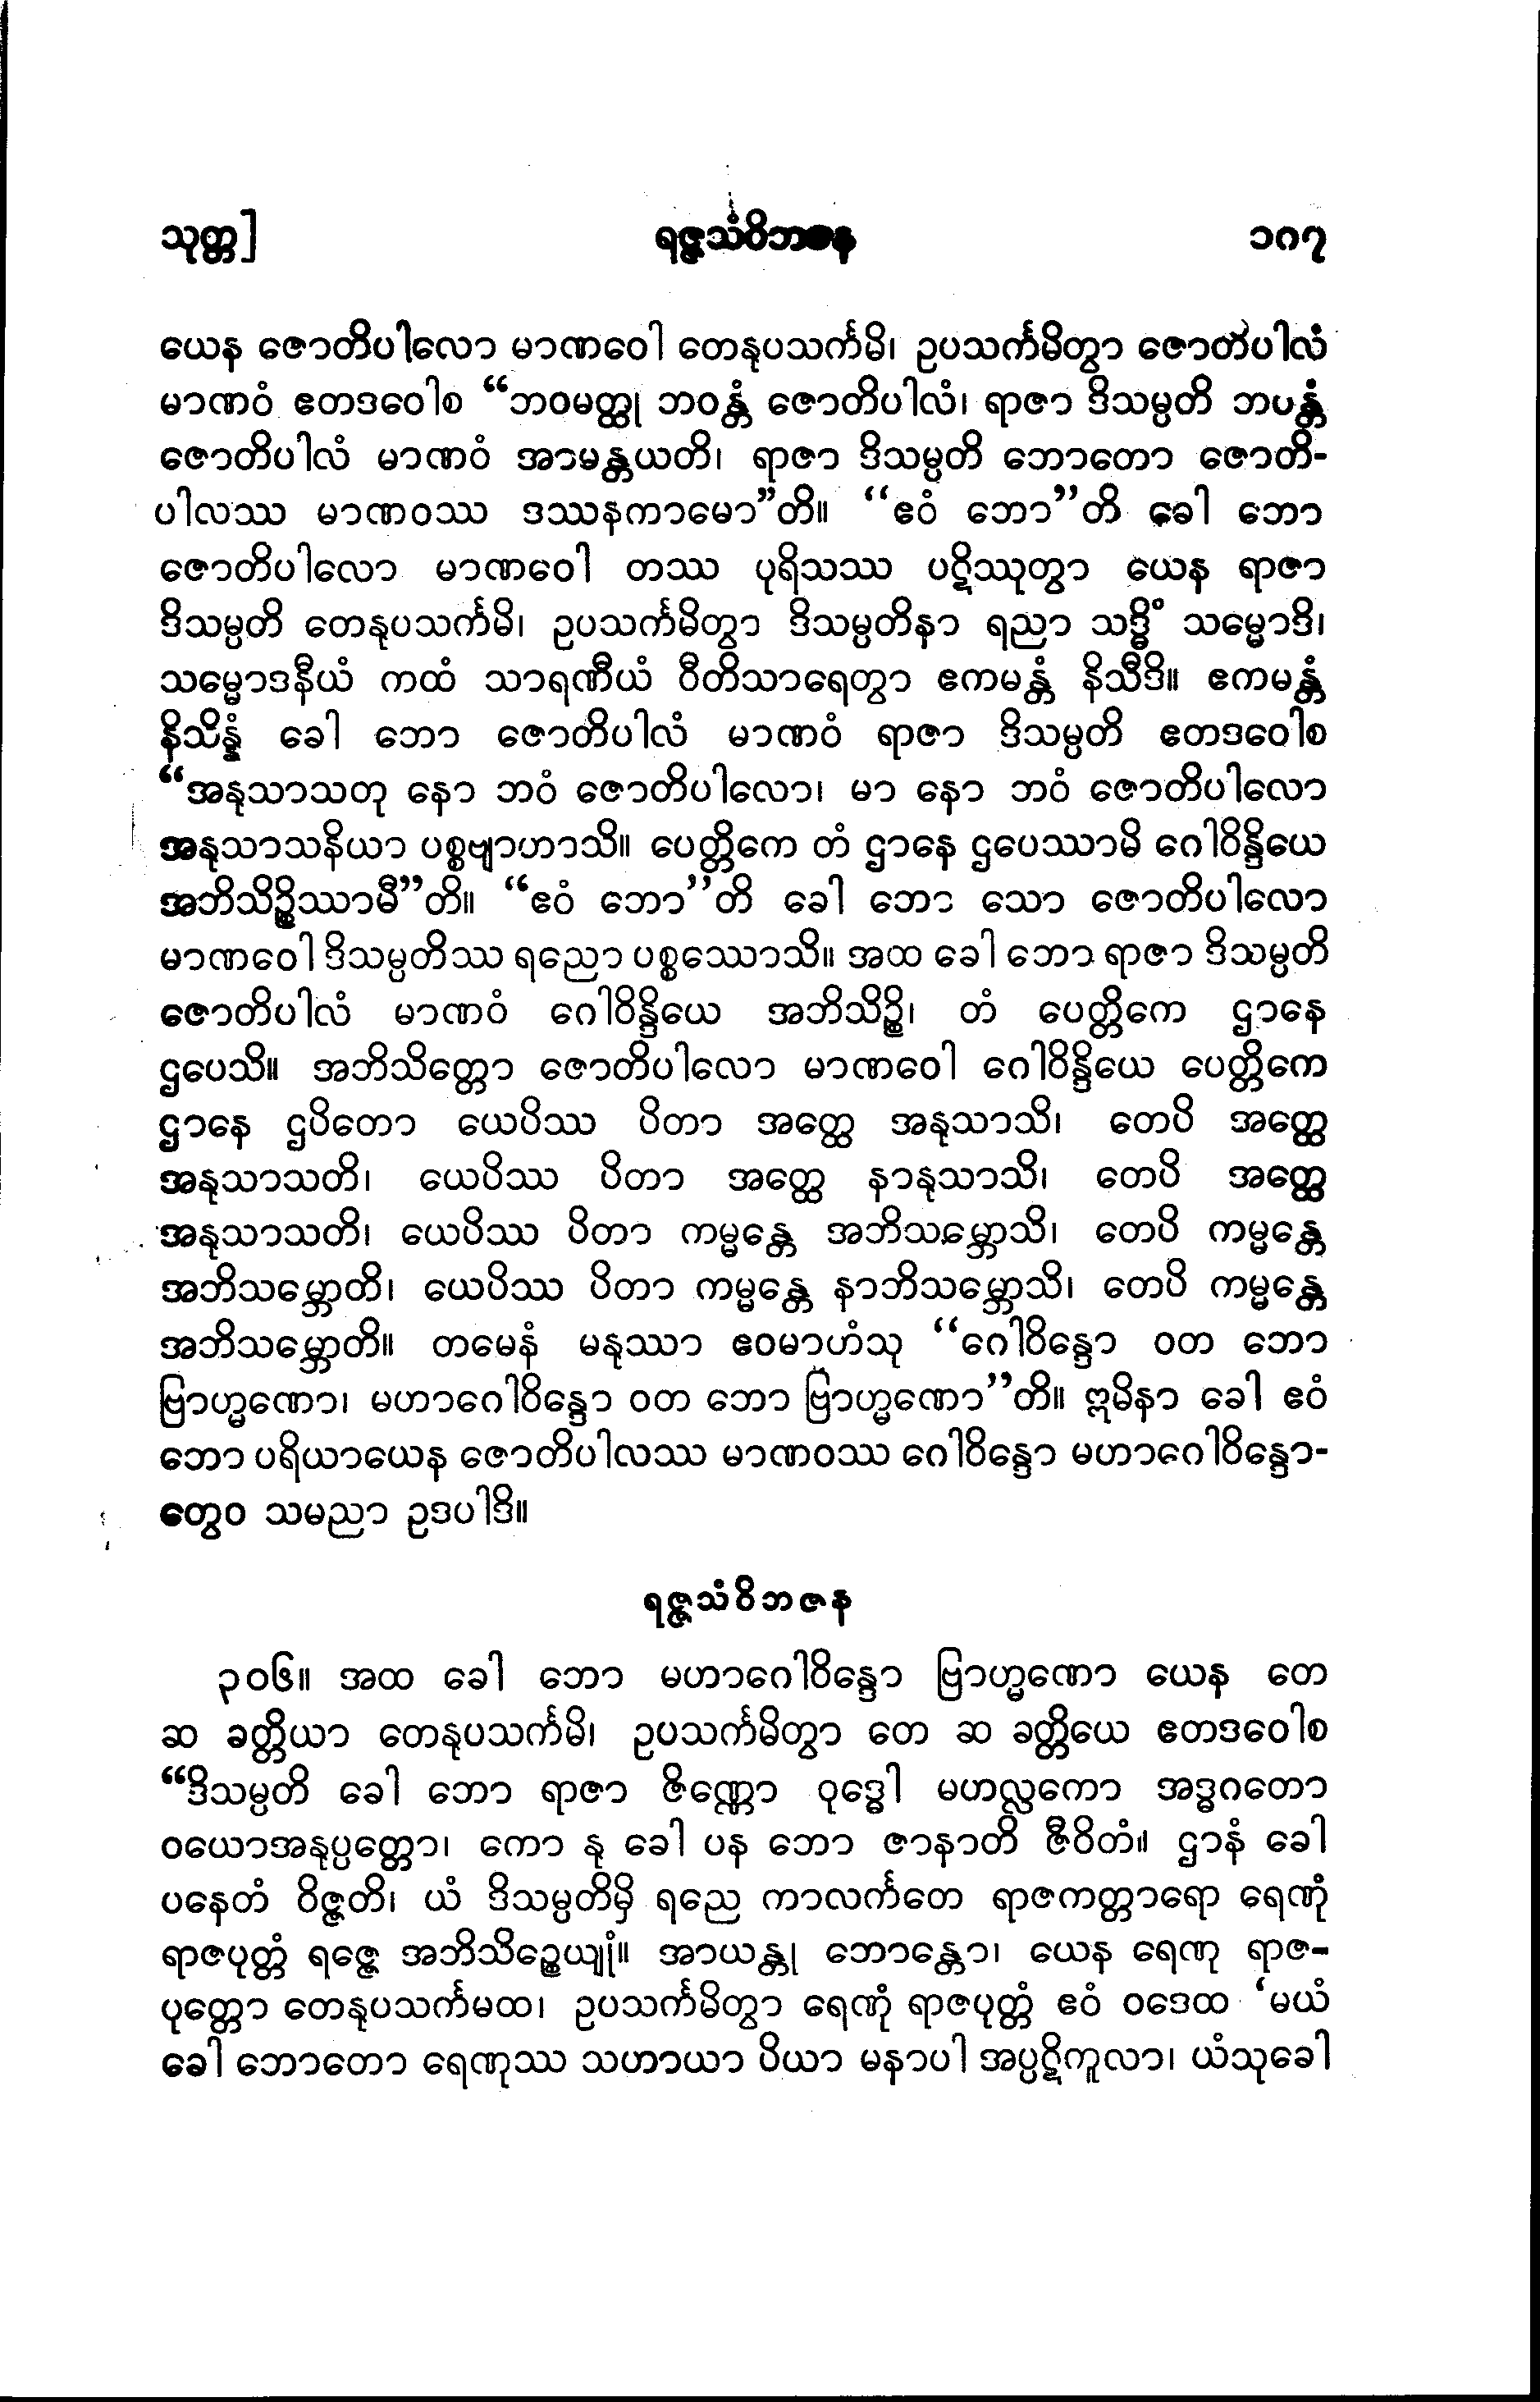 သုတ္တ] ရဇ္ဇသံဝိဘဇန ၁၈၇
ယေန ဇောတိပါလော မာဏဝေါ တေနုပသင်္ကမိ၊ ဥပသင်္ကမိတွာ ဇောတိပါလံ
မာဏဝံ ဧတဒဝေါစ “ဘဝမတ္ထု ဘဝန္တံ ဇောတိပါလံ၊ ရာဇာ ဒိသမ္ပတိ ဘဝန္တံ
ဇောတိပါလံ မာဏဝံ အာမန္တယတိ၊ ရာဇာ ဒိသမ္ပတိ ဘောတော ဇောတိ-
ပါလဿ မာဏဝဿ ဒဿနကာမော”တိ။ “ဧဝံ ဘော”တိ ခေါ ဘော
ဇောတိပါလော မာဏဝေါ တဿ ပုရိသဿ ပဋိဿုတွာ ယေန ရာဇာ
ဒိသမ္ပတိ တေနုပသင်္ကမိ၊ ဥပသင်္ကမိတွာ ဒိသမ္ပတိနာ ရညာ သဒ္ဓိံ သမ္မောဒိ၊
သမ္မောဒနီယံ ကထံ သာရဏီယံ ဝီတိသာရေတွာ ဧကမန္တံ နိသီဒိ။ ဧကမန္တံ
နိသိန္နံ ခေါ ဘော ဇောတိပါလံ မာဏဝံ ရာဇာ ဒိသမ္ပတိ ဧတဒဝေါစ
“အနုသာသတု နော ဘဝံ ဇောတိပါလော၊ မာ နော ဘဝံ ဇောတိပါလော
အနုသာသနိယာ ပစ္စဗျာဟာသိ။ ပေတ္တိကေ တံ ဌာနေ ဌပေဿာမိ ဂေါဝိန္ဒိယေ
အဘိသိဉ္စိဿာမီ”တိ။ “ဧဝံ ဘော”တိ ခေါ ဘော သော ဇောတိပါလော
မာဏဝေါ ဒိသမ္ပတိဿ ရညော ပစ္စဿောသိ။ အထ ခေါ ဘော ရာဇာ ဒိသမ္ပတိ
ဇောတိပါလံ မာဏဝံ ဂေါဝိန္ဒိယေ အဘိသိဉ္စိ၊ တံ ပေတ္တိကေ ဌာနေ
ဌပေသိ။ အဘိသိတ္တော ဇောတိပါလော မာဏဝေါ ဂေါဝိန္ဒိယေ ပေတ္တိကေ
ဌာနေ ဌပိတော ယေပိဿ ပိတာ အတ္ထေ အနုသာသိ၊ တေပိ အတ္ထေ
အနုသာသတိ၊ ယေပိဿ ပိတာ အတ္ထေ နာနုသာသိ၊ တေပိ အတ္ထေ
အနုသာသတိ၊ ယေပိဿ ပိတာ ကမ္မန္တေ အဘိသမ္ဘောသိ၊ တေပိ ကမ္မန္တေ
အဘိသမ္ဘောတိ၊ ယေပိဿ ပိတာ ကမ္မန္တေ နာဘိသမ္ဘောသိ၊ တေပိ ကမ္မန္တေ
အဘိသမ္ဘောတိ။ တမေနံ မနုဿာ ဧဝမာဟံသု “ဂေါဝိန္ဒော ဝတ ဘော
ဗြာဟ္မဏော၊ မဟာဂေါဝိန္ဒော ဝတ ဘော ဗြာဟ္မဏော”တိ။ ဣမိနာ ခေါ ဧဝံ
ဘော ပရိယာယေန ဇောတိပါလဿ မာဏဝဿ ဂေါဝိန္ဒော မဟာဂေါဝိန္ဒော-
တွေဝ သမညာ ဥဒပါဒိ။
ရဇ္ဇသံဝိဘဇန
၃၀၆။ အထ ခေါ ဘော မဟာဂေါဝိန္ဒော ဗြာဟ္မဏော ယေန တေ
ဆ ခတ္တိယာ တေနုပသင်္ကမိ၊ ဥပသင်္ကမိတွာ တေ ဆ ခတ္တိယေ ဧတဒဝေါစ
“ဒိသမ္ပတိ ခေါ ဘော ရာဇာ ဇိဏ္ဏော ဝုဒ္ဓေါ မဟလ္လကော အဒ္ဓဂတော
ဝယောအနုပ္ပတ္တော၊ ကော နု ခေါ ပန ဘော ဇာနာတိ ဇီဝိတံ။ ဌာနံ ခေါ
ပနေတံ ဝိဇ္ဇတိ၊ ယံ ဒိသမ္ပတိမှိ ရညေ ကာလင်္ကတေ ရာဇကတ္တာရော ရေဏုံ
ရာဇပုတ္တံ ရဇ္ဇေ အဘိသိဉ္စေယျုံ။ အာယန္တု ဘောန္တော၊ ယေန ရေဏု ရာဇ-
ပုတ္တော တေနုပသင်္ကမထ၊ ဥပသင်္ကမိတွာ ရေဏုံ ရာဇပုတ္တံ ဧဝံ ဝဒေထ ‘မယံ
ခေါ ဘောတော ရေဏုဿ သဟာယာ ပိယာ မနာပါ အပ္ပဋိကူလာ၊ ယံသုခေါ